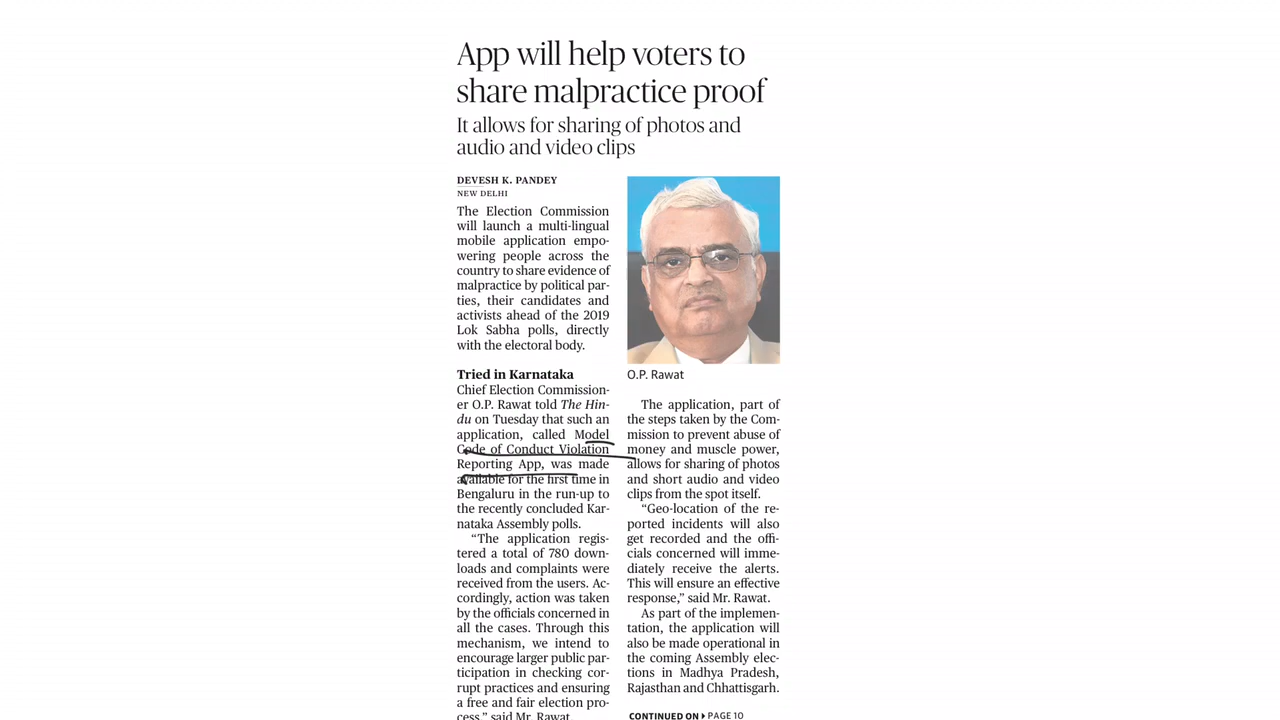 App will help voters to
share malpractice proof
It allows for sharing of photos and
audio and video clips
DEVESH K. PANDEY
NEW DELHI
The Election Commission
will launch a multi-lingual
mobile application empo-
wering people across the
country to share evidence of
malpractice by political par-
ties, their candidates and
activists ahead of the 2019
Lok Sabha polls, directly
with the electoral body.
Tried in Karnataka
Chief Election Commission-
er O.P. Rawat told The Hin-
du on Tuesday that such an
application, called Model
Code of Conduct Violation
Reporting App, was made
available for the first time in
Bengaluru in the run-up to
the recently concluded Kar-
nataka Assembly polls.
“The application regis-
tered a total of 780 down-
loads and complaints were
received from the users. Ac-
cordingly, action was taken
by the officials concerned in
all the cases. Through this
mechanism, we intend to
encourage larger public par-
ticipation in checking cor-
rupt practices and ensuring
a free and fair election pro-
cess,” said Mr. Rawat.
O.P. Rawat
The application, part of
the steps taken by the Com-
mission to prevent abuse of
money and muscle power,
allows for sharing of photos
and short audio and video
clips from the spot itself.
“Geo-location of the re-
ported incidents will also
get recorded and the offi-
cials concerned will imme-
diately receive the alerts.
This will ensure an effective
response,” said Mr. Rawat.
As part of the implemen-
tation, the application will
also be made operational in
the coming Assembly elec-
tions in Madhya Pradesh,
Rajasthan and Chhattisgarh.
CONTINUED ON PAGE 10